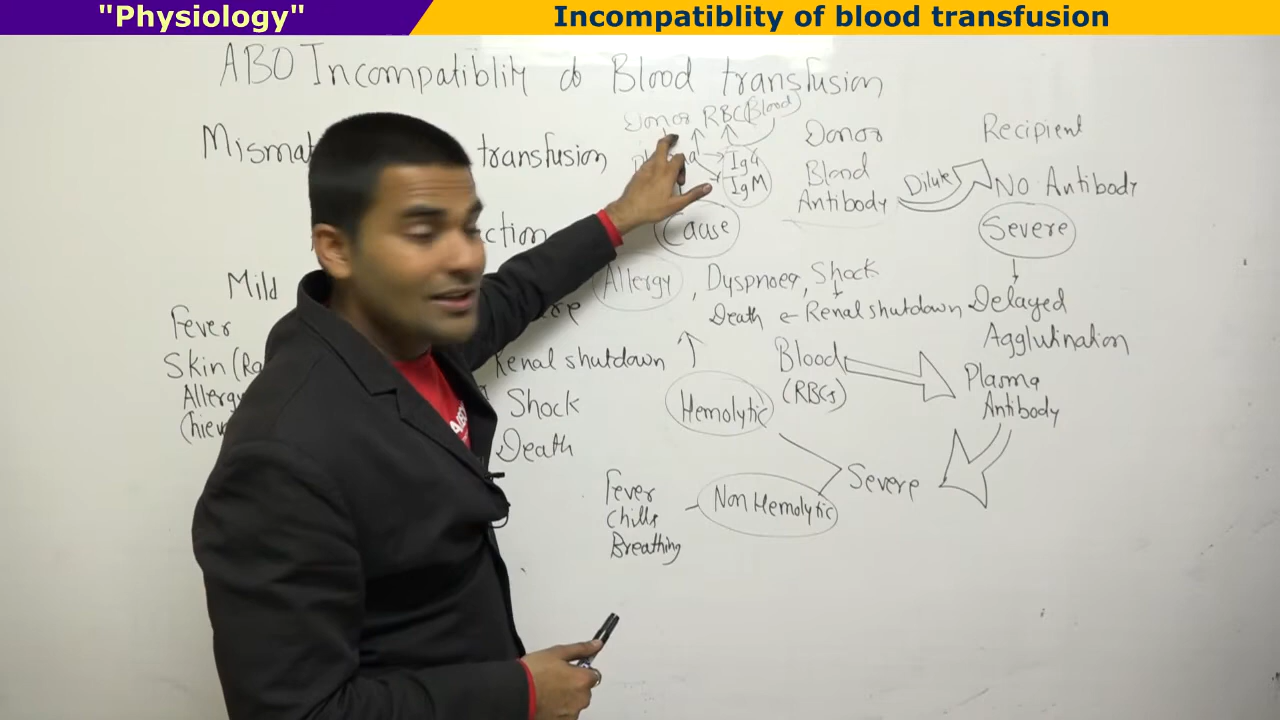 "Physiology"
Incompatiblity of blood transfusion
ABO Incompatiblity of Blood transfusion
Mismat transfusion
Donor RBC (Blood)
IgG
IgM
Cause
Donor
Blood
Antibody
Dilute
Recipient
NO Antibody
Severe
Delayed
Agglutination
ction
Allergy, Dyspnoea, Shock
Death ← Renal shutdown
Mild
Fever
Skin (Ra
Allergy
Renal shutdown
Shock
Death
Hemolytic
Blood
(RBCs)
Plasma
Antibody
Severe
Non Hemolytic
Fever
Chills
Breathing